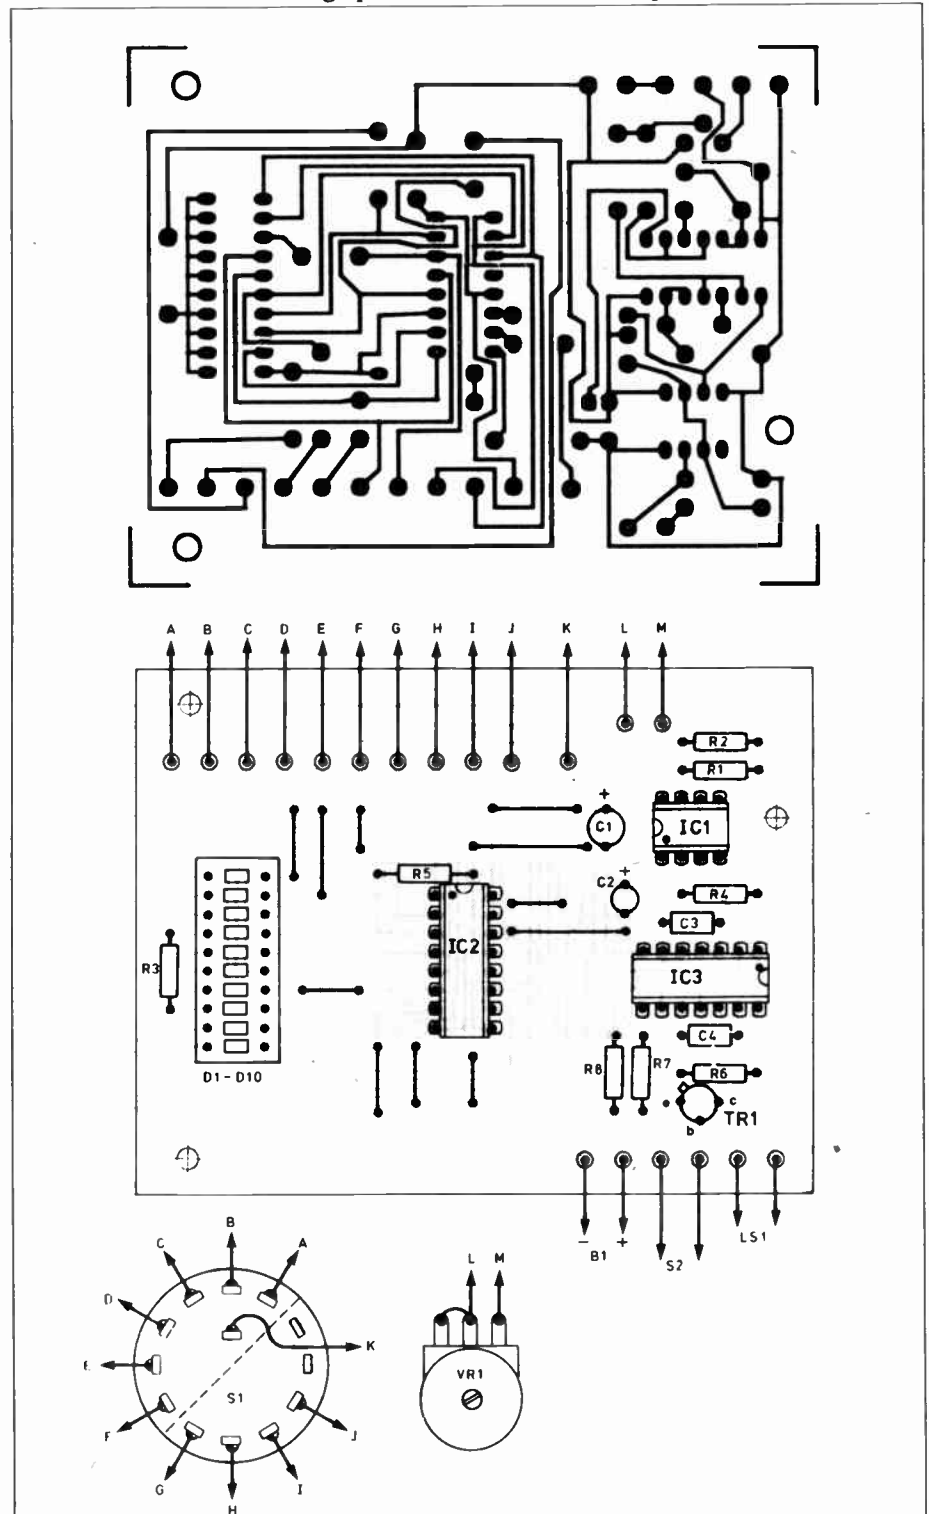 A B C D E F G H I J K L M
R2
R1
+
C1
IC1
R5
C2
+
R4
C3
IC2
R3
IC3
C4
D1-D10
R8
R7
R6
c
TR1
b
- B1 +
S2
LS1
B
C
A
L M
D
K
E
VR1
S1
F
J
G
I
H